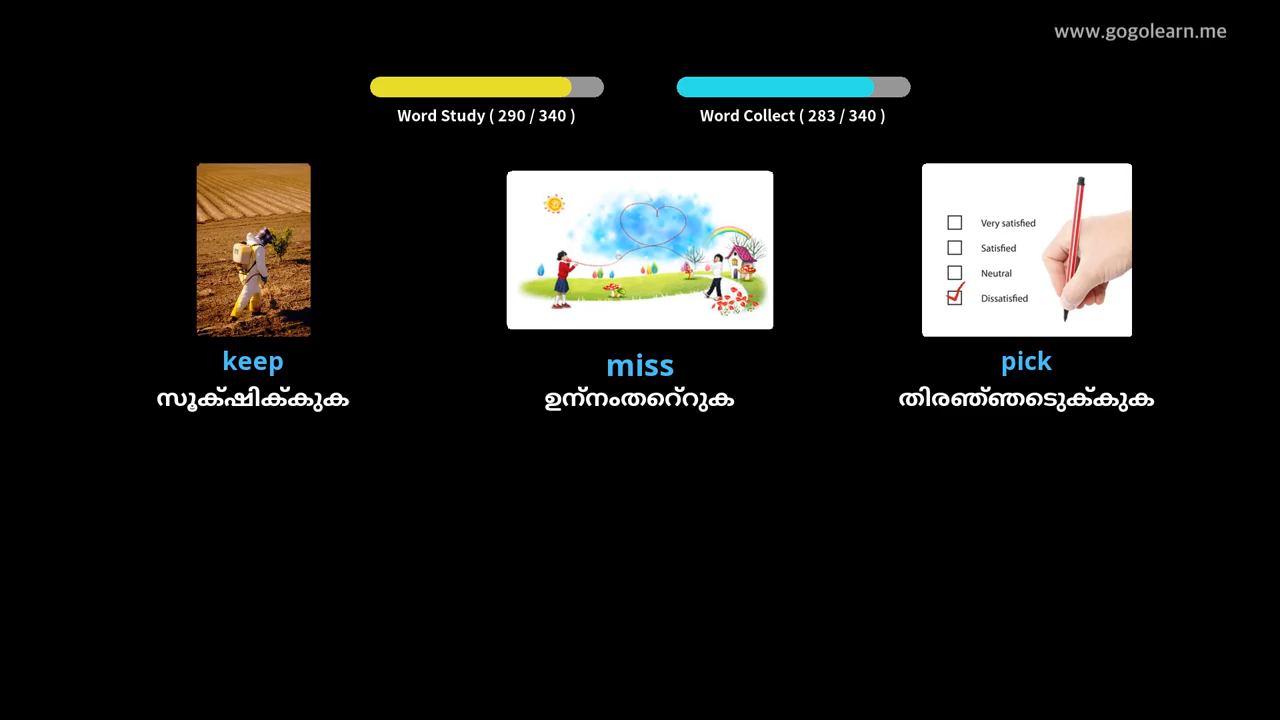 www.gogolearn.me
Word Study ( 290 / 340 )
Word Collect ( 283 / 340 )
Very satisfied
Satisfied
Neutral
Dissatisfied
keep
miss
pick
സൂക്ഷിക്കുക
ഉന്നംതെറ്റുക
തിരഞ്ഞെടുക്കുക